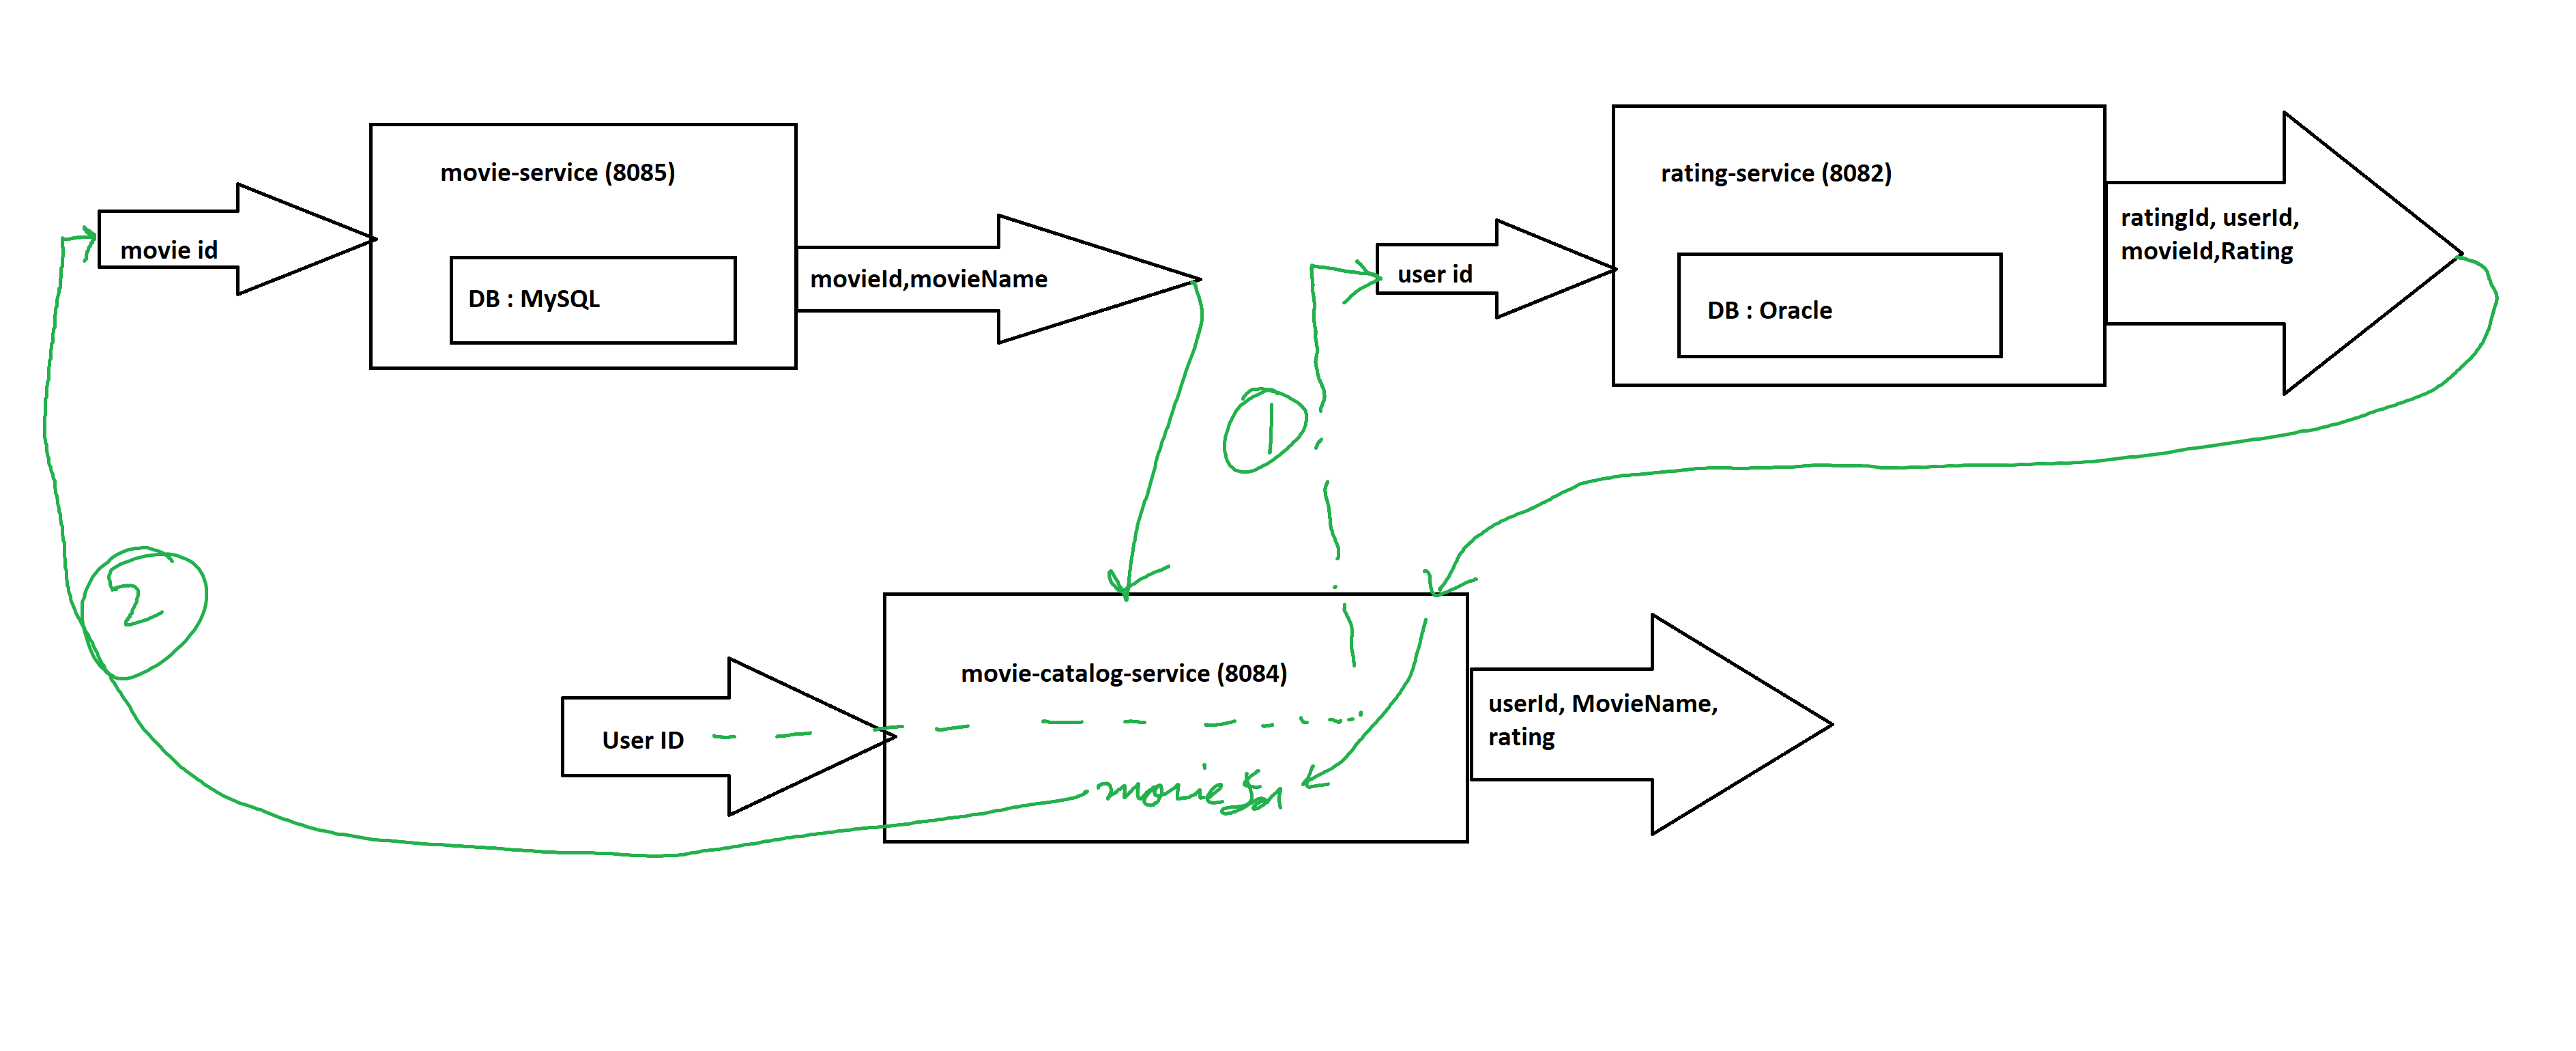 movie-service (8085)
rating-service (8082)
movie id
DB : MySQL
movieId,movieName
user id
DB : Oracle
ratingId, userId,
movieId,Rating
1
2
movie-catalog-service (8084)
User ID
userId, MovieName,
rating
movie